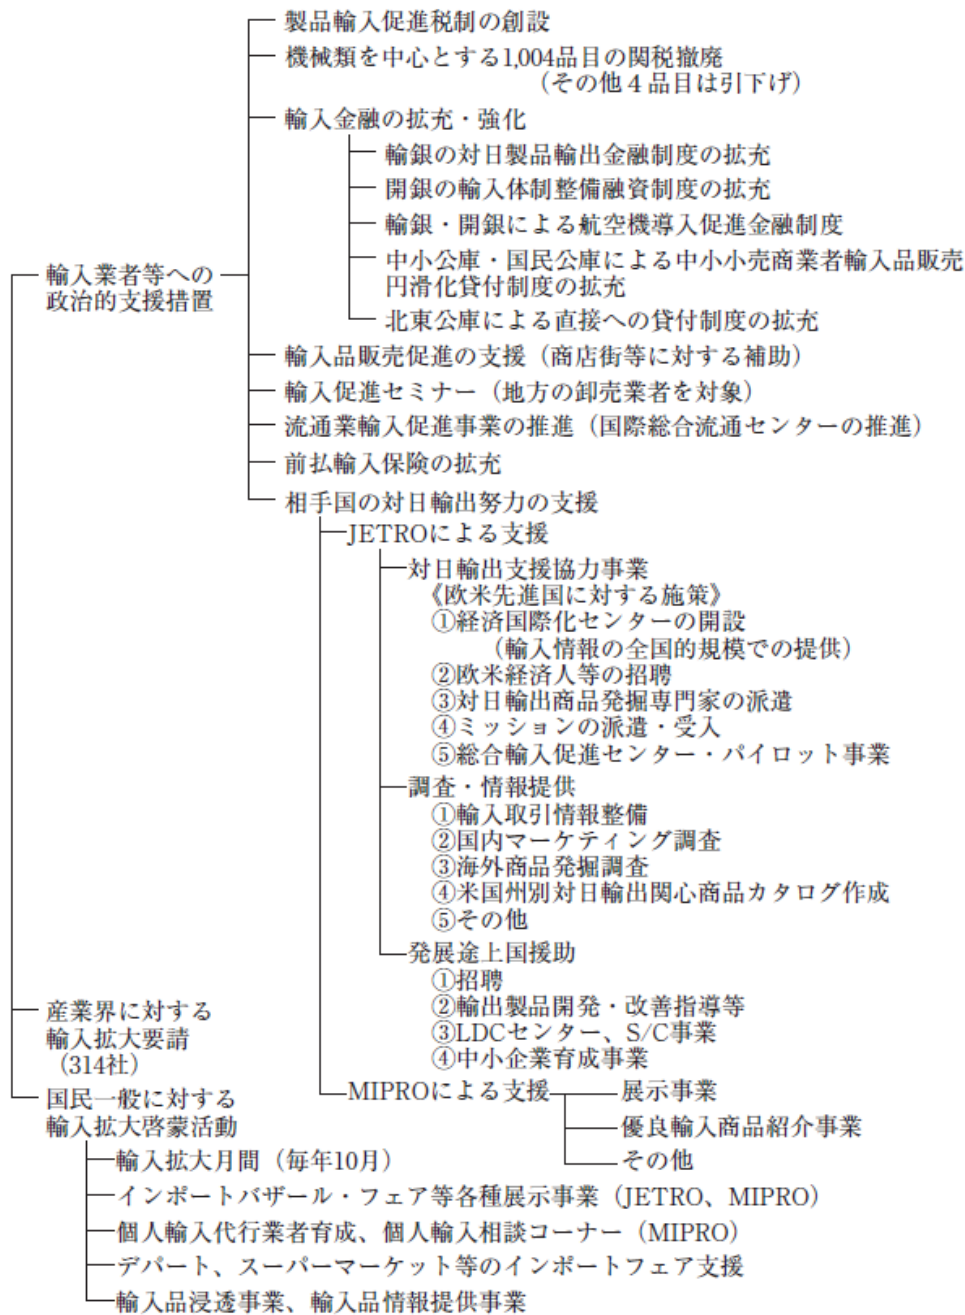 製品輸入促進税制の創設
機械類を中心とする1,004品目の関税撤廃
（その他４品目は引下げ）
輸入金融の拡充・強化
輸銀の対日製品輸出金融制度の拡充
開銀の輸入体制整備融資制度の拡充
輸銀・開銀による航空機導入促進金融制度
中小公庫・国民公庫による中小小売商業者輸入品販売
円滑化貸付制度の拡充
北東公庫による直接への貸付制度の拡充
輸入業者等への
政治的支援措置
輸入品販売促進の支援（商店街等に対する補助）
輸入促進セミナー（地方の卸売業者を対象）
流通業輸入促進事業の推進（国際総合流通センターの推進）
前払輸入保険の拡充
相手国の対日輸出努力の支援
JETROによる支援
対日輸出支援協力事業
《欧米先進国に対する施策》
①経済国際化センターの開設
（輸入情報の全国的規模での提供）
②欧米経済人等の招聘
③対日輸出商品発掘専門家の派遣
④ミッションの派遣・受入
⑤総合輸入促進センター・パイロット事業
調査・情報提供
①輸入取引情報整備
②国内マーケティング調査
③海外商品発掘調査
④米国州別対日輸出関心商品カタログ作成
⑤その他
発展途上国援助
①招聘
②輸出製品開発・改善指導等
③LDCセンター、S/C事業
④中小企業育成事業
MIPROによる支援
展示事業
優良輸入商品紹介事業
その他
産業界に対する
輸入拡大要請
（314社）
国民一般に対する
輸入拡大啓蒙活動
輸入拡大月間（毎年10月）
インポートバザール・フェア等各種展示事業（JETRO、MIPRO）
個人輸入代行業者育成、個人輸入相談コーナー（MIPRO）
デパート、スーパーマーケット等のインポートフェア支援
輸入品浸透事業、輸入品情報提供事業